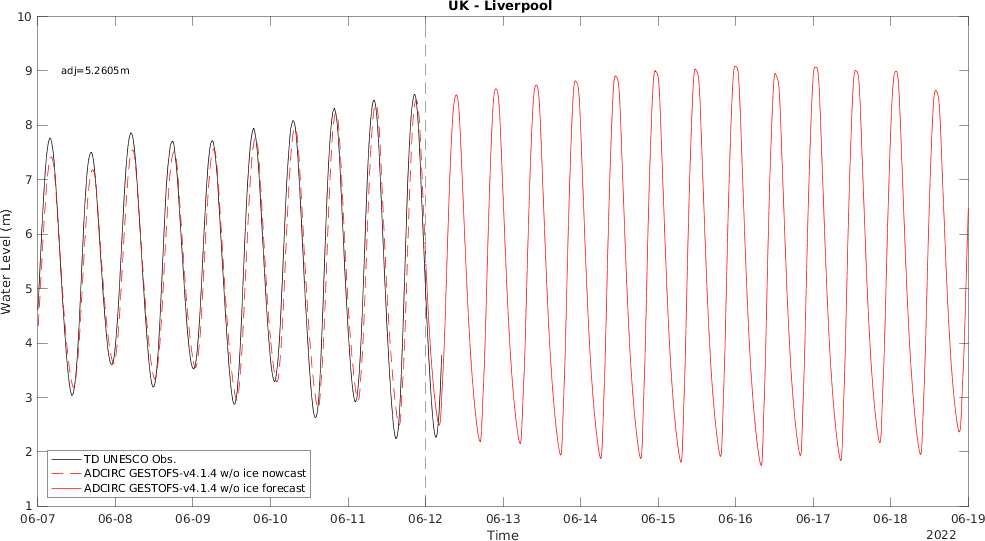 UK - Liverpool
10
9
8
7
6
5
4
3
2
1
Water Level (m)
adj=5.2605m
TD UNESCO Obs.
ADCIRC GESTOFS-v4.1.4 w/o ice nowcast
ADCIRC GESTOFS-v4.1.4 w/o ice forecast
06-07 06-08 06-09 06-10 06-11 06-12 06-13 06-14 06-15 06-16 06-17 06-18 06-19
Time
2022